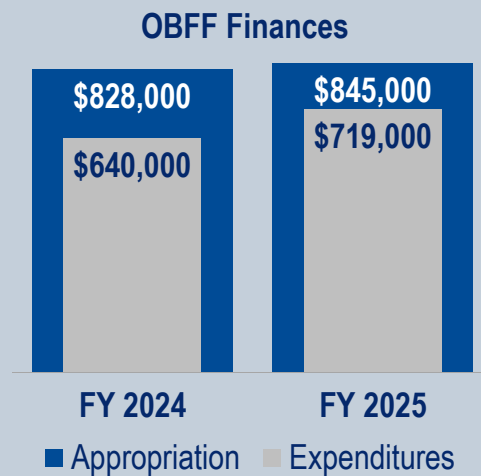 OBFF Finances
$828,000
$845,000
$640,000
$719,000
FY 2024
FY 2025
Appropriation
Expenditures